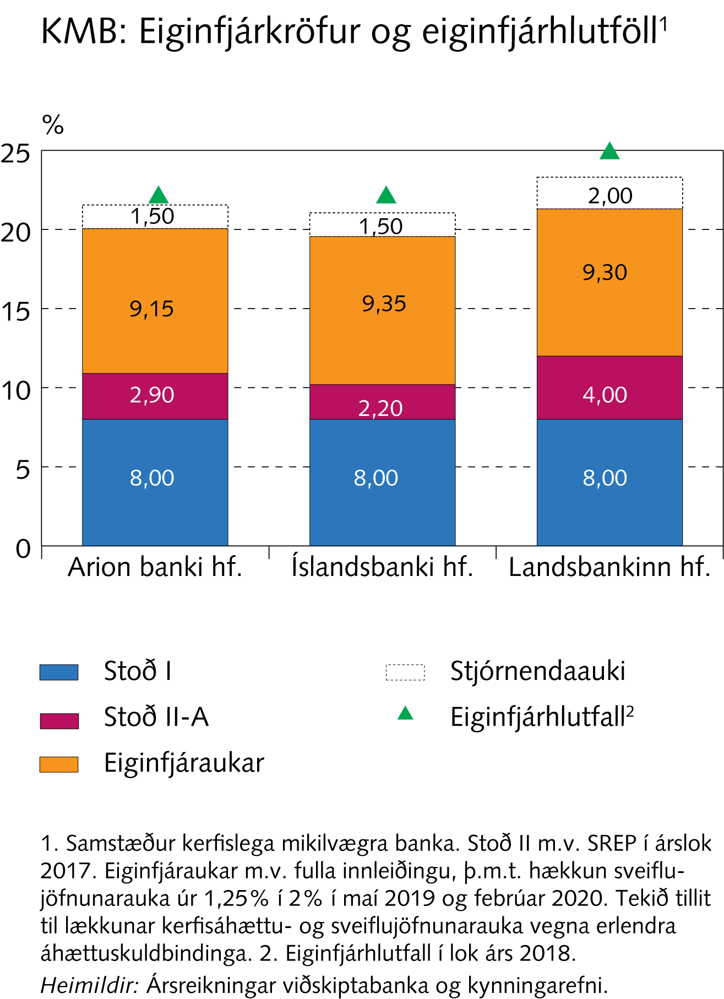 KMB: Eiginfjárkröfur og eiginfjárhlutföll¹
%
25
20
15
10
5
0
1,50
9,15
2,90
8,00
1,50
9,35
2,20
8,00
2,00
9,30
4,00
8,00
Arion banki hf.
Íslandsbanki hf.
Landsbankinn hf.
Stoð I
Stoð II-A
Eiginfjáraukar
Stjórnendaauki
Eiginfjárhlutfall²
1. Samstæður kerfislega mikilvægra banka. Stoð II m.v. SREP í árslok
2017. Eiginfjáraukar m.v. fulla innleiðingu, þ.m.t. hækkun sveiflu-
jöfnunarauka úr 1,25% í 2% í maí 2019 og febrúar 2020. Tekið tillit
til lækkunar kerfisáhættu- og sveiflujöfnunarauka vegna erlendra
áhættuskuldbindinga. 2. Eiginfjárhlutfall í lok árs 2018.
Heimildir: Ársreikningar viðskiptabanka og kynningarefni.